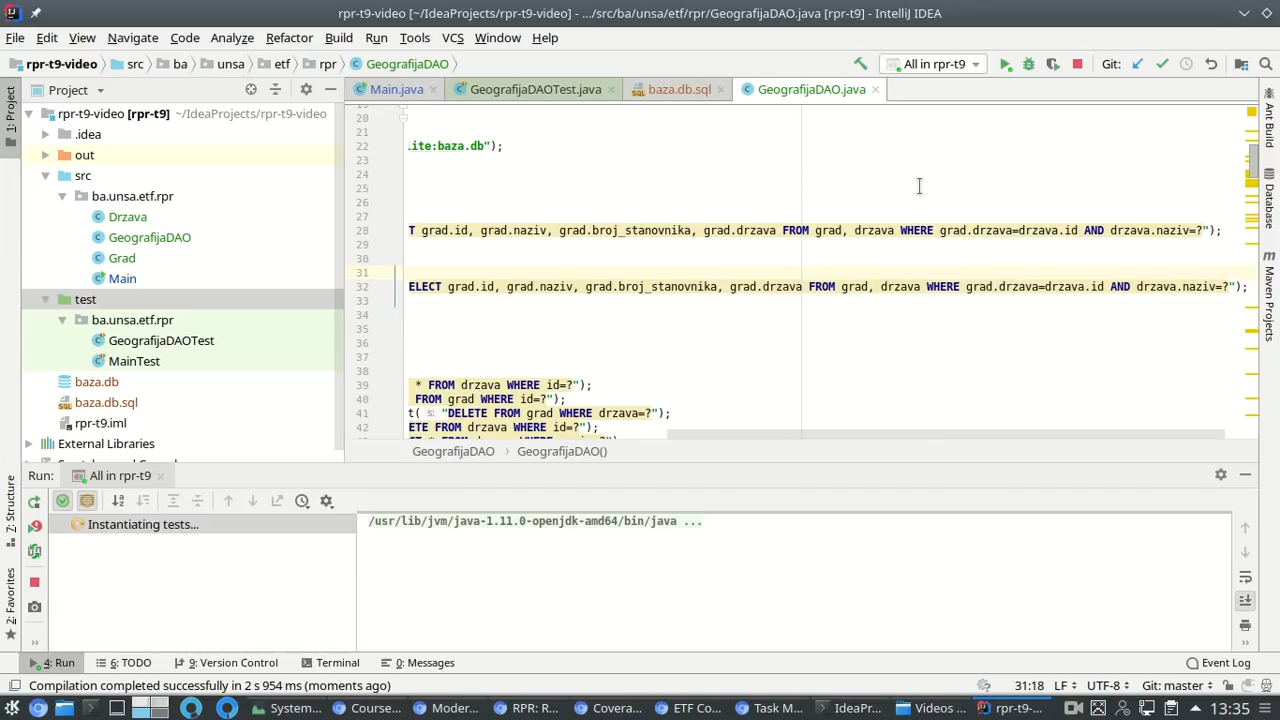 rpr-t9-video [~/IdeaProjects/rpr-t9-video] - .../src/ba/unsa/etf/rpr/GeografijaDAO.java [rpr-t9] - IntelliJ IDEA
File Edit View Navigate Code Analyze Refactor Build Run Tools VCS Window Help
rpr-t9-video src ba unsa etf rpr GeografijaDAO All in rpr-t9 Git:
1: Project
Project
Main.java GeografijaDAOTest.java baza.db.sql GeografijaDAO.java
rpr-t9-video [rpr-t9] ~/IdeaProjects/rpr-t9-video
.idea
out
src
ba.unsa.etf.rpr
Drzava
GeografijaDAO
Grad
Main
test
ba.unsa.etf.rpr
GeografijaDAOTest
MainTest
baza.db
baza.db.sql
rpr-t9.iml
External Libraries
20
21
22 .ite:baza.db");
23
24
25
26
27
28 T grad.id, grad.naziv, grad.broj_stanovnika, grad.drzava FROM grad, drzava WHERE grad.drzava=drzava.id AND drzava.naziv=?");
29
30
31
32 ELECT grad.id, grad.naziv, grad.broj_stanovnika, grad.drzava FROM grad, drzava WHERE grad.drzava=drzava.id AND drzava.naziv=?");
33
34
35
36
37
38
39 * FROM drzava WHERE id=?");
40 FROM grad WHERE id=?");
41 t( s: "DELETE FROM grad WHERE drzava=?");
42 ETE FROM drzava WHERE id=?");
GeografijaDAO GeografijaDAO()
Ant Build
Database
Maven Projects
Run: All in rpr-t9
Instantiating tests...
/usr/lib/jvm/java-1.11.0-openjdk-amd64/bin/java ...
7: Structure
2: Favorites
4: Run 6: TODO 9: Version Control Terminal 0: Messages Event Log
Compilation completed successfully in 2 s 954 ms (moments ago) 31:18 LF UTF-8 Git: master
System... Course... Moder... RPR: R... Covera... ETF Co... Task M... IdeaPr... Videos ... rpr-t9-... 13:35